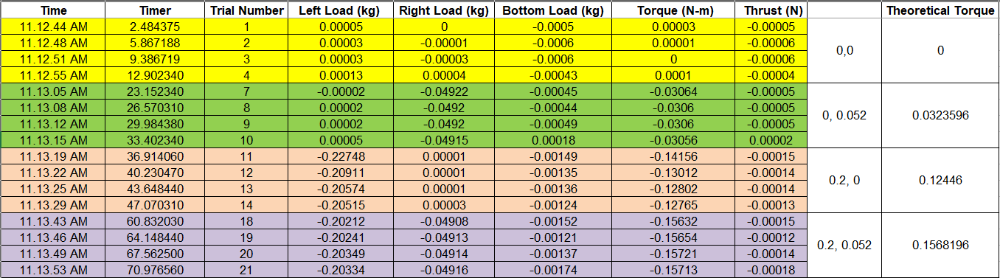 Time Timer Trial Number Left Load (kg) Right Load (kg) Bottom Load (kg) Torque (N-m) Thrust (N) Theoretical Torque
11.12.44 AM 2.484375 1 0.00005 0 -0.0005 0.00003 -0.00005
11.12.48 AM 5.867188 2 0.00003 -0.00001 -0.0006 0.00001 -0.00006
0,0 0
11.12.51 AM 9.386719 3 0.00003 -0.00003 -0.0006 0 -0.00006
11.12.55 AM 12.902340 4 0.00013 0.00004 -0.00043 0.0001 -0.00004
11.13.05 AM 23.152340 7 -0.00002 -0.04922 -0.00045 -0.03064 -0.00005
11.13.08 AM 26.570310 8 0.00002 -0.0492 -0.00044 -0.0306 -0.00005
0, 0.052 0.0323596
11.13.12 AM 29.984380 9 0.00002 -0.0492 -0.00049 -0.0306 -0.00005
11.13.15 AM 33.402340 10 0.00005 -0.04915 0.00018 -0.03056 0.00002
11.13.19 AM 36.914060 11 -0.22748 0.00001 -0.00149 -0.14156 -0.00015
11.13.22 AM 40.230470 12 -0.20911 0.00001 -0.00135 -0.13012 -0.00014
0.2, 0 0.12446
11.13.25 AM 43.648440 13 -0.20574 0.00001 -0.00136 -0.12802 -0.00014
11.13.29 AM 47.070310 14 -0.20515 0.00003 -0.00124 -0.12765 -0.00013
11.13.43 AM 60.832030 18 -0.20212 -0.04908 -0.00152 -0.15632 -0.00015
11.13.46 AM 64.148440 19 -0.20241 -0.04913 -0.00121 -0.15654 -0.00012
0.2, 0.052 0.1568196
11.13.49 AM 67.562500 20 -0.20349 -0.04914 -0.00137 -0.15721 -0.00014
11.13.53 AM 70.976560 21 -0.20334 -0.04916 -0.00174 -0.15713 -0.00018